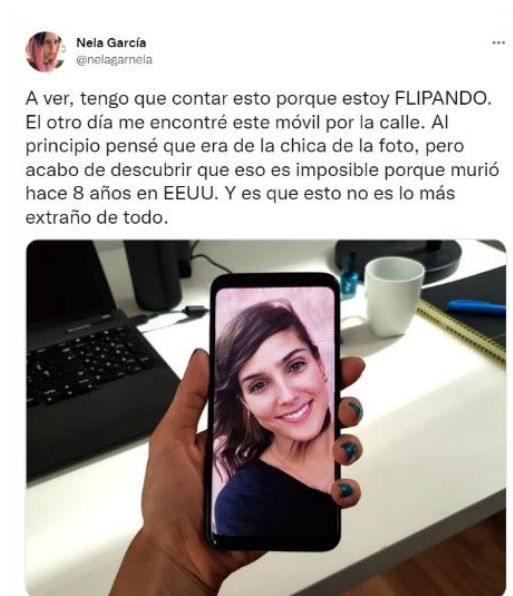 Nela García
@nelagarnela
A ver, tengo que contar esto porque estoy FLIPANDO.
El otro día me encontré este móvil por la calle. Al
principio pensé que era de la chica de la foto, pero
acabo de descubrir que eso es imposible porque murió
hace 8 años en EEUU. Y es que esto no es lo más
extraño de todo.